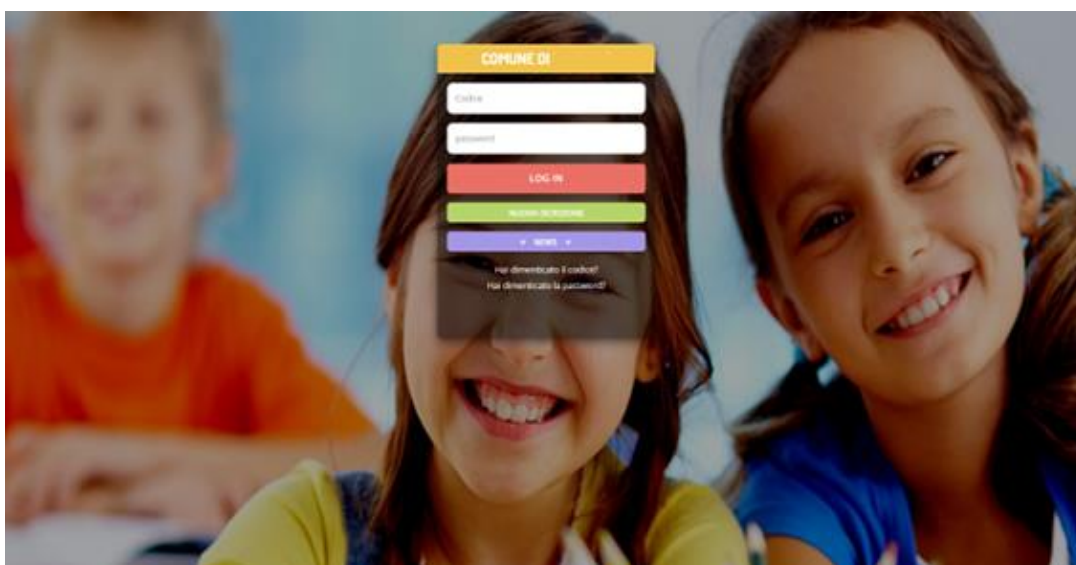 COMUNE DI
Codice
password
LOG-IN
NUOVA ISCRIZIONE
NEWS
Hai dimenticato il codice?
Hai dimenticato la password?